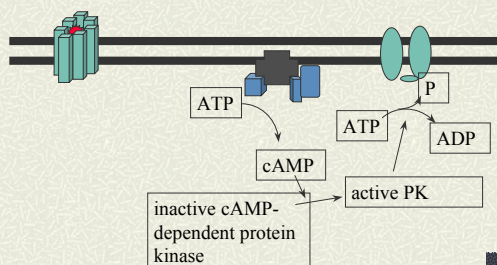 P
ATP
ATP
ADP
cAMP
active PK
inactive cAMP-
dependent protein
kinase